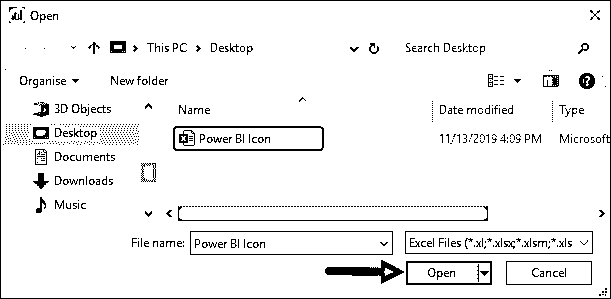 Open
This PC > Desktop
Search Desktop
Organise
New folder
3D Objects
Desktop
Documents
Downloads
Music
Name
Date modified
Type
Power BI Icon
11/13/2019 4:09 PM
Microsoft
File name:
Power BI Icon
Excel Files (*.xl;*.xlsx;*.xlsm;*.xls
Open
Cancel